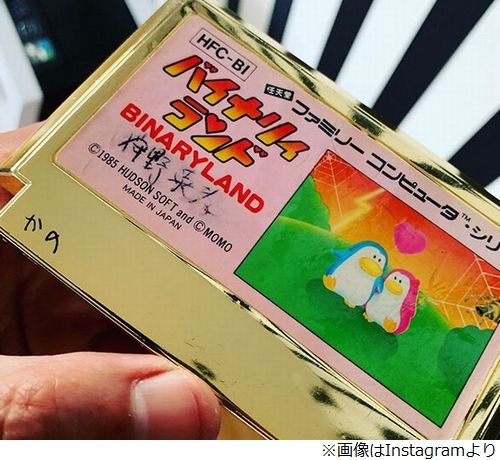 HFC-BI
バイナリィ
ランド
任天堂 ファミリー コンピュータ™・シリ
BINARYLAND
狩野
©1985 HUDSON SOFT and ©MOMO
MADE IN JAPAN
かの
※画像はInstagramより